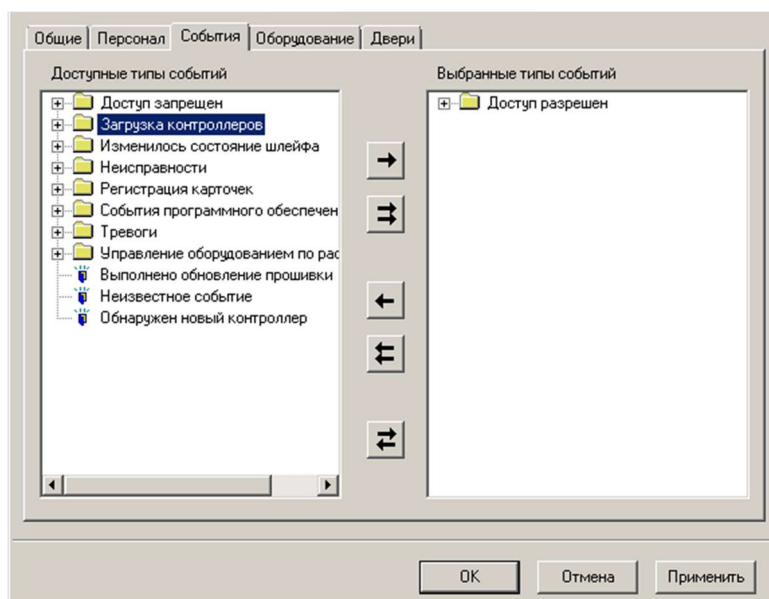 Общие Персонал События Оборудование Двери
Доступные типы событий
Доступ запрещен
Загрузка контроллеров
Изменилось состояние шлейфа
Неисправности
Регистрация карточек
События программного обеспечен
Тревоги
Управление оборудованием по рас
Выполнено обновление прошивки
Неизвестное событие
Обнаружен новый контроллер
Выбранные типы событий
Доступ разрешен
OK Отмена Применить